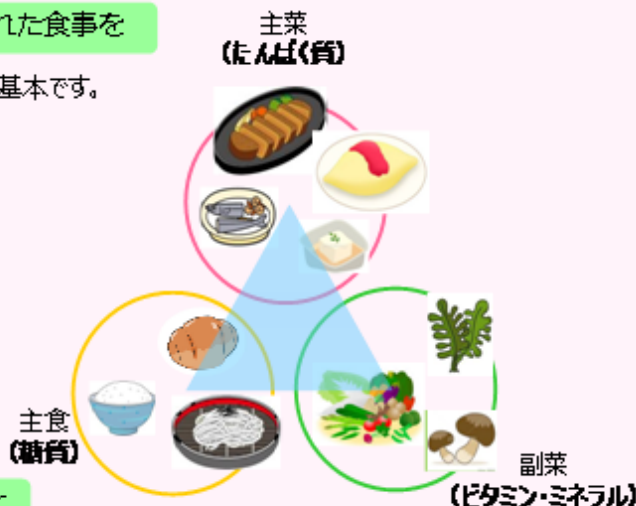 れた食事を
基本です。
主菜
(たんぱく質)
主食
(糖質)
副菜
(ビタミン・ミネラル)